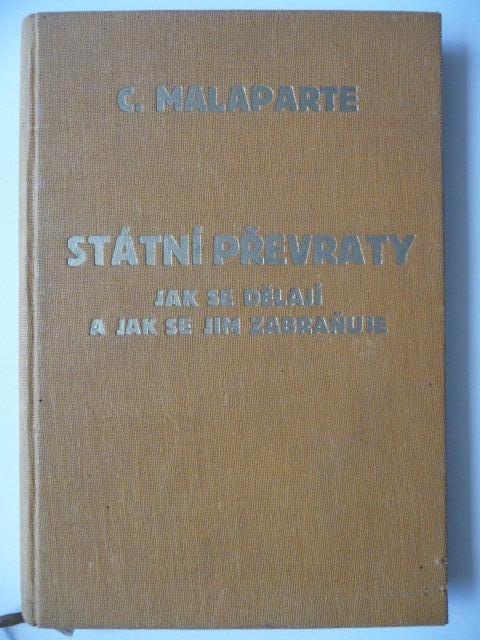 C. MALAPARTE
STÁTNÍ PŘEVRATY
JAK SE DĚLAJÍ
A JAK SE JIM ZABRAŇUJE